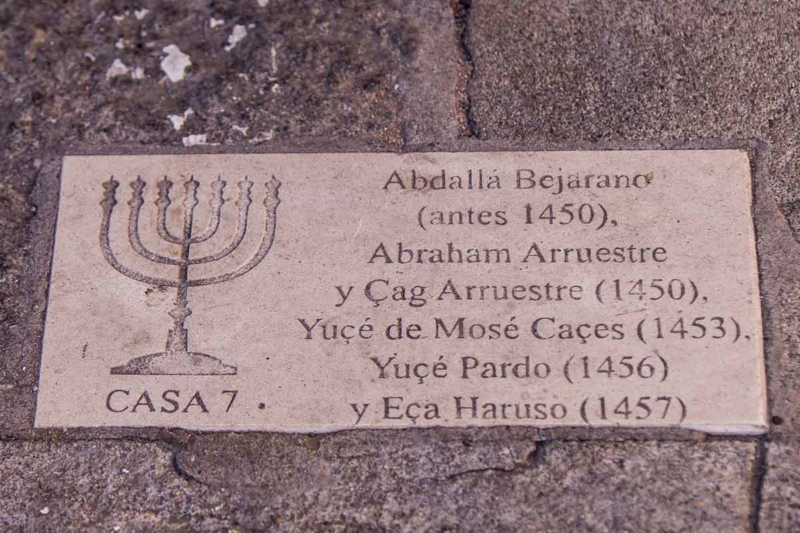 Abdallá Bejarano
(antes 1450),
Abraham Arruestre
y Çag Arruestre (1450),
Yuçé de Mosé Caçes (1453),
Yuçé Pardo (1456)
y Eça Haruso (1457)
CASA 7 .